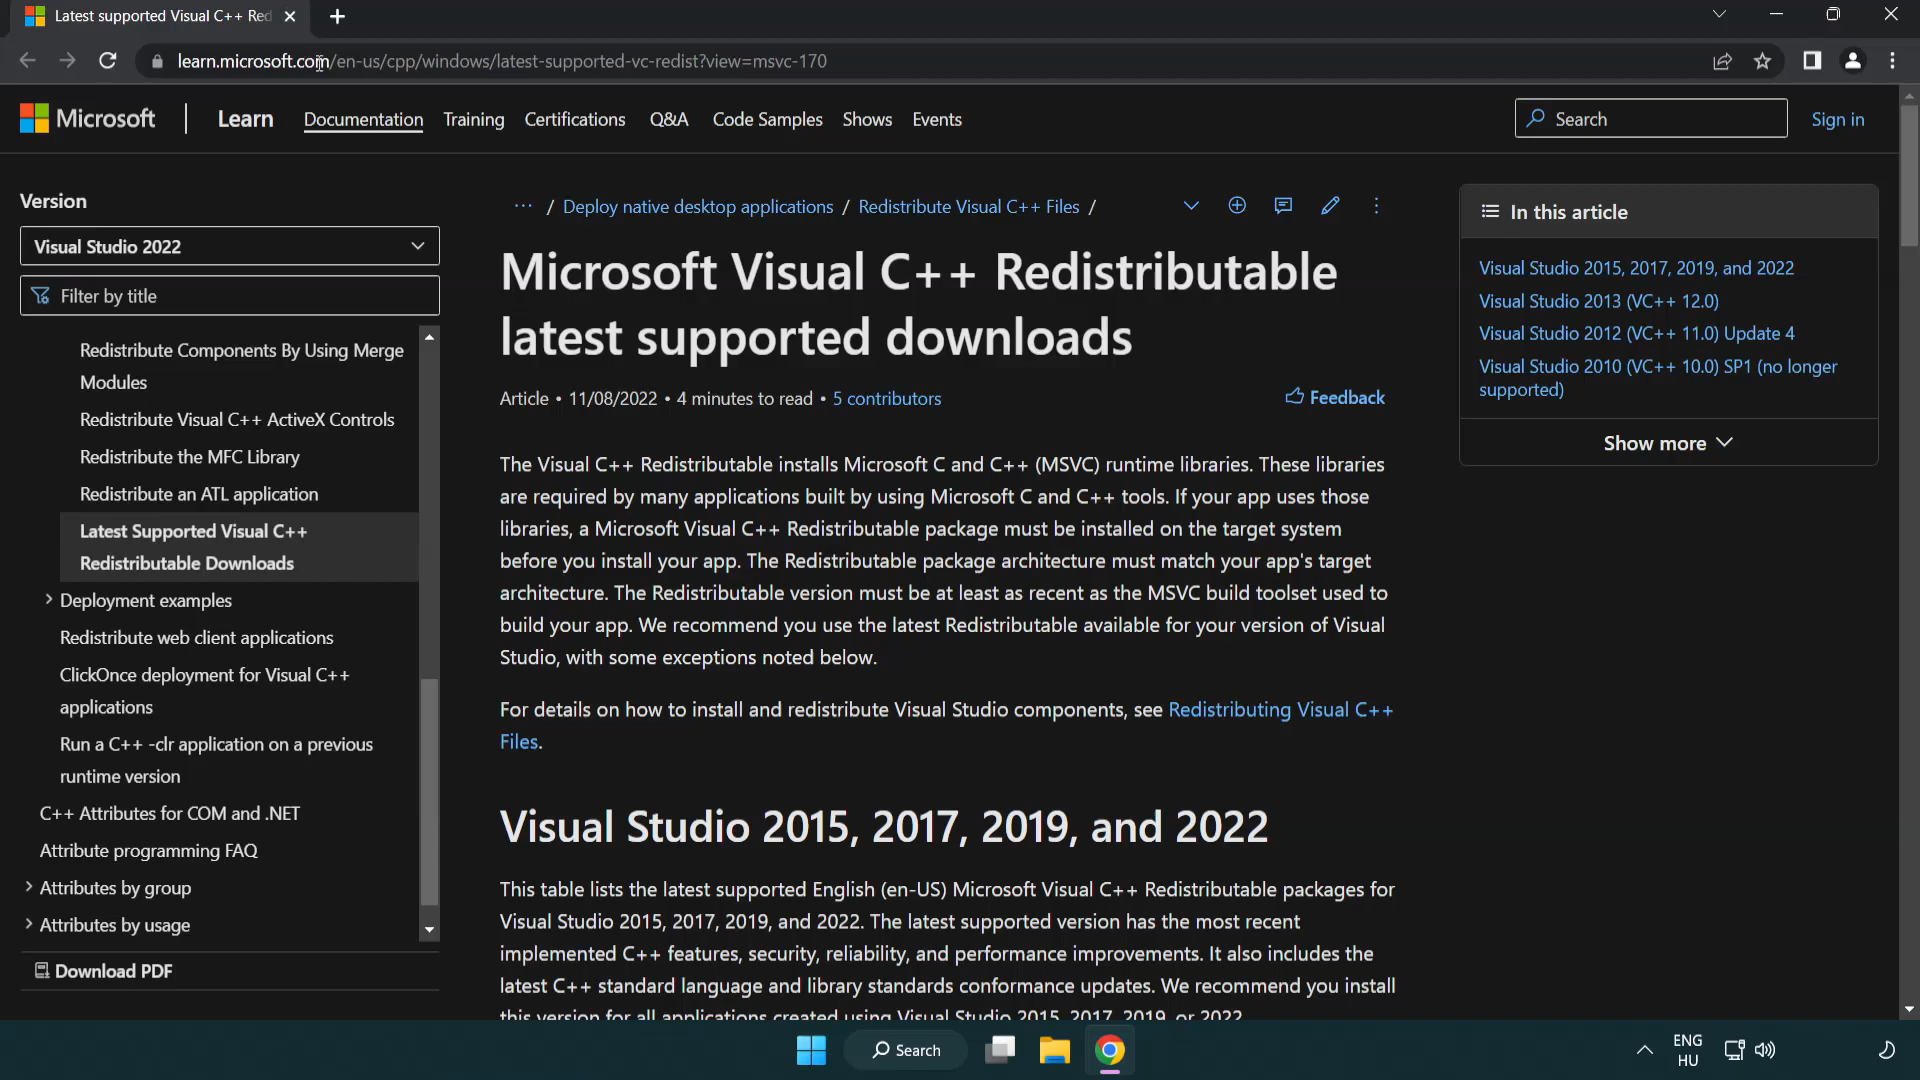 Latest supported Visual C++ Red
learn.microsoft.com/en-us/cpp/windows/latest-supported-vc-redist?view=msvc-170
Microsoft
Learn
Documentation
Training
Certifications
Q&A
Code Samples
Shows
Events
Search
Sign in
Version
Visual Studio 2022
Filter by title
Redistribute Components By Using Merge
Modules
Redistribute Visual C++ ActiveX Controls
Redistribute the MFC Library
Redistribute an ATL application
Latest Supported Visual C++
Redistributable Downloads
Deployment examples
Redistribute web client applications
ClickOnce deployment for Visual C++
applications
Run a C++ -clr application on a previous
runtime version
C++ Attributes for COM and .NET
Attribute programming FAQ
Attributes by group
Attributes by usage
Download PDF
... / Deploy native desktop applications / Redistribute Visual C++ Files /
Microsoft Visual C++ Redistributable
latest supported downloads
Article • 11/08/2022 • 4 minutes to read • 5 contributors
Feedback
The Visual C++ Redistributable installs Microsoft C and C++ (MSVC) runtime libraries. These libraries
are required by many applications built by using Microsoft C and C++ tools. If your app uses those
libraries, a Microsoft Visual C++ Redistributable package must be installed on the target system
before you install your app. The Redistributable package architecture must match your app's target
architecture. The Redistributable version must be at least as recent as the MSVC build toolset used to
build your app. We recommend you use the latest Redistributable available for your version of Visual
Studio, with some exceptions noted below.
For details on how to install and redistribute Visual Studio components, see Redistributing Visual C++
Files.
Visual Studio 2015, 2017, 2019, and 2022
This table lists the latest supported English (en-US) Microsoft Visual C++ Redistributable packages for
Visual Studio 2015, 2017, 2019, and 2022. The latest supported version has the most recent
implemented C++ features, security, reliability, and performance improvements. It also includes the
latest C++ standard language and library standards conformance updates. We recommend you install
this version for all applications created using Visual Studio 2015, 2017, 2019, or 2022.
In this article
Visual Studio 2015, 2017, 2019, and 2022
Visual Studio 2013 (VC++ 12.0)
Visual Studio 2012 (VC++ 11.0) Update 4
Visual Studio 2010 (VC++ 10.0) SP1 (no longer
supported)
Show more
Search
ENG
HU